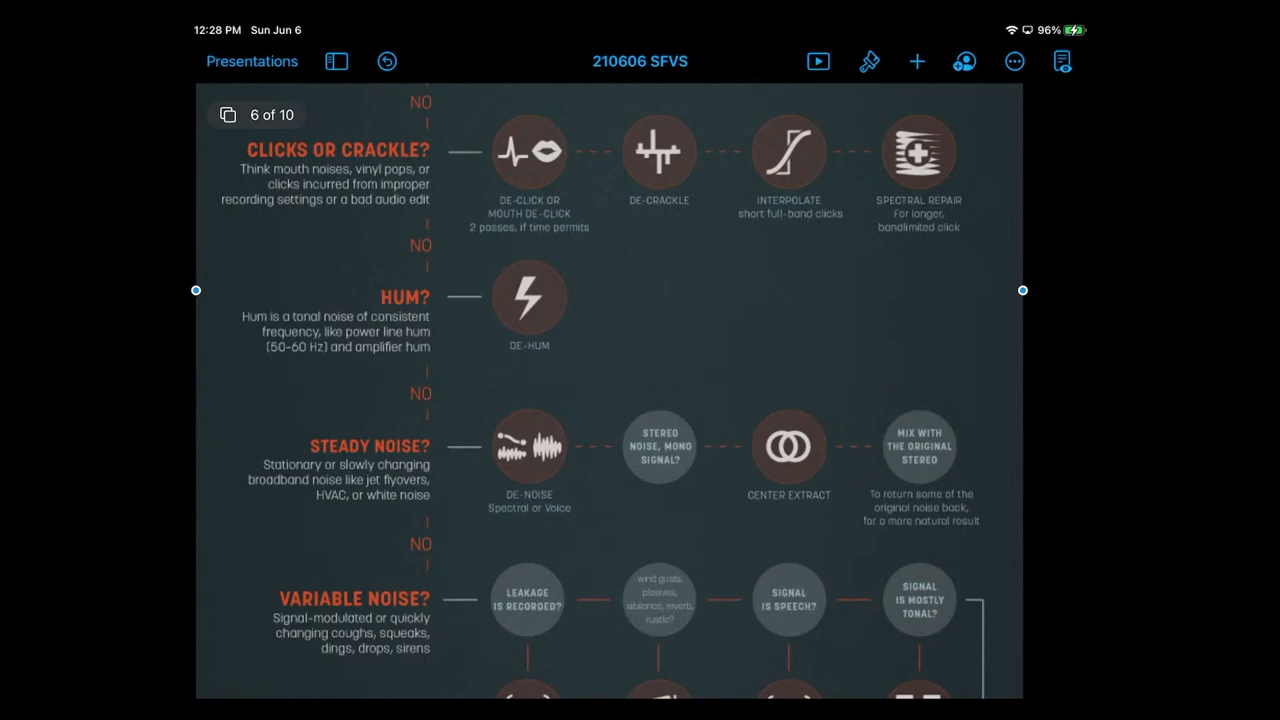 12:28 PM Sun Jun 6
96%
Presentations
210606 SFVS
6 of 10
NO
CLICKS OR CRACKLE?
Think mouth noises, vinyl pops, or
clicks incurred from improper
recording settings or a bad audio edit
DE-CLICK OR
MOUTH DE-CLICK
2 passes, if time permits
DE-CRACKLE
INTERPOLATE
short full-band clicks
SPECTRAL REPAIR
For longer,
bandlimited click
NO
HUM?
Hum is a tonal noise of consistent
frequency, like power line hum
(50-60 Hz) and amplifier hum
DE-HUM
NO
STEADY NOISE?
Stationary or slowly changing
broadband noise like jet flyovers,
HVAC, or white noise
DE-NOISE
Spectral or Voice
STEREO
NOISE, MONO
SIGNAL?
CENTER EXTRACT
MIX WITH
THE ORIGINAL
STEREO
To return some of the
original noise back,
for a more natural result
NO
VARIABLE NOISE?
Signal-modulated or quickly
changing coughs, squeaks,
dings, drops, sirens
LEAKAGE
IS RECORDED?
wind gusts,
plosives,
sibilance, reverb,
rustle?
SIGNAL
IS SPEECH?
SIGNAL
IS MOSTLY
TONAL?